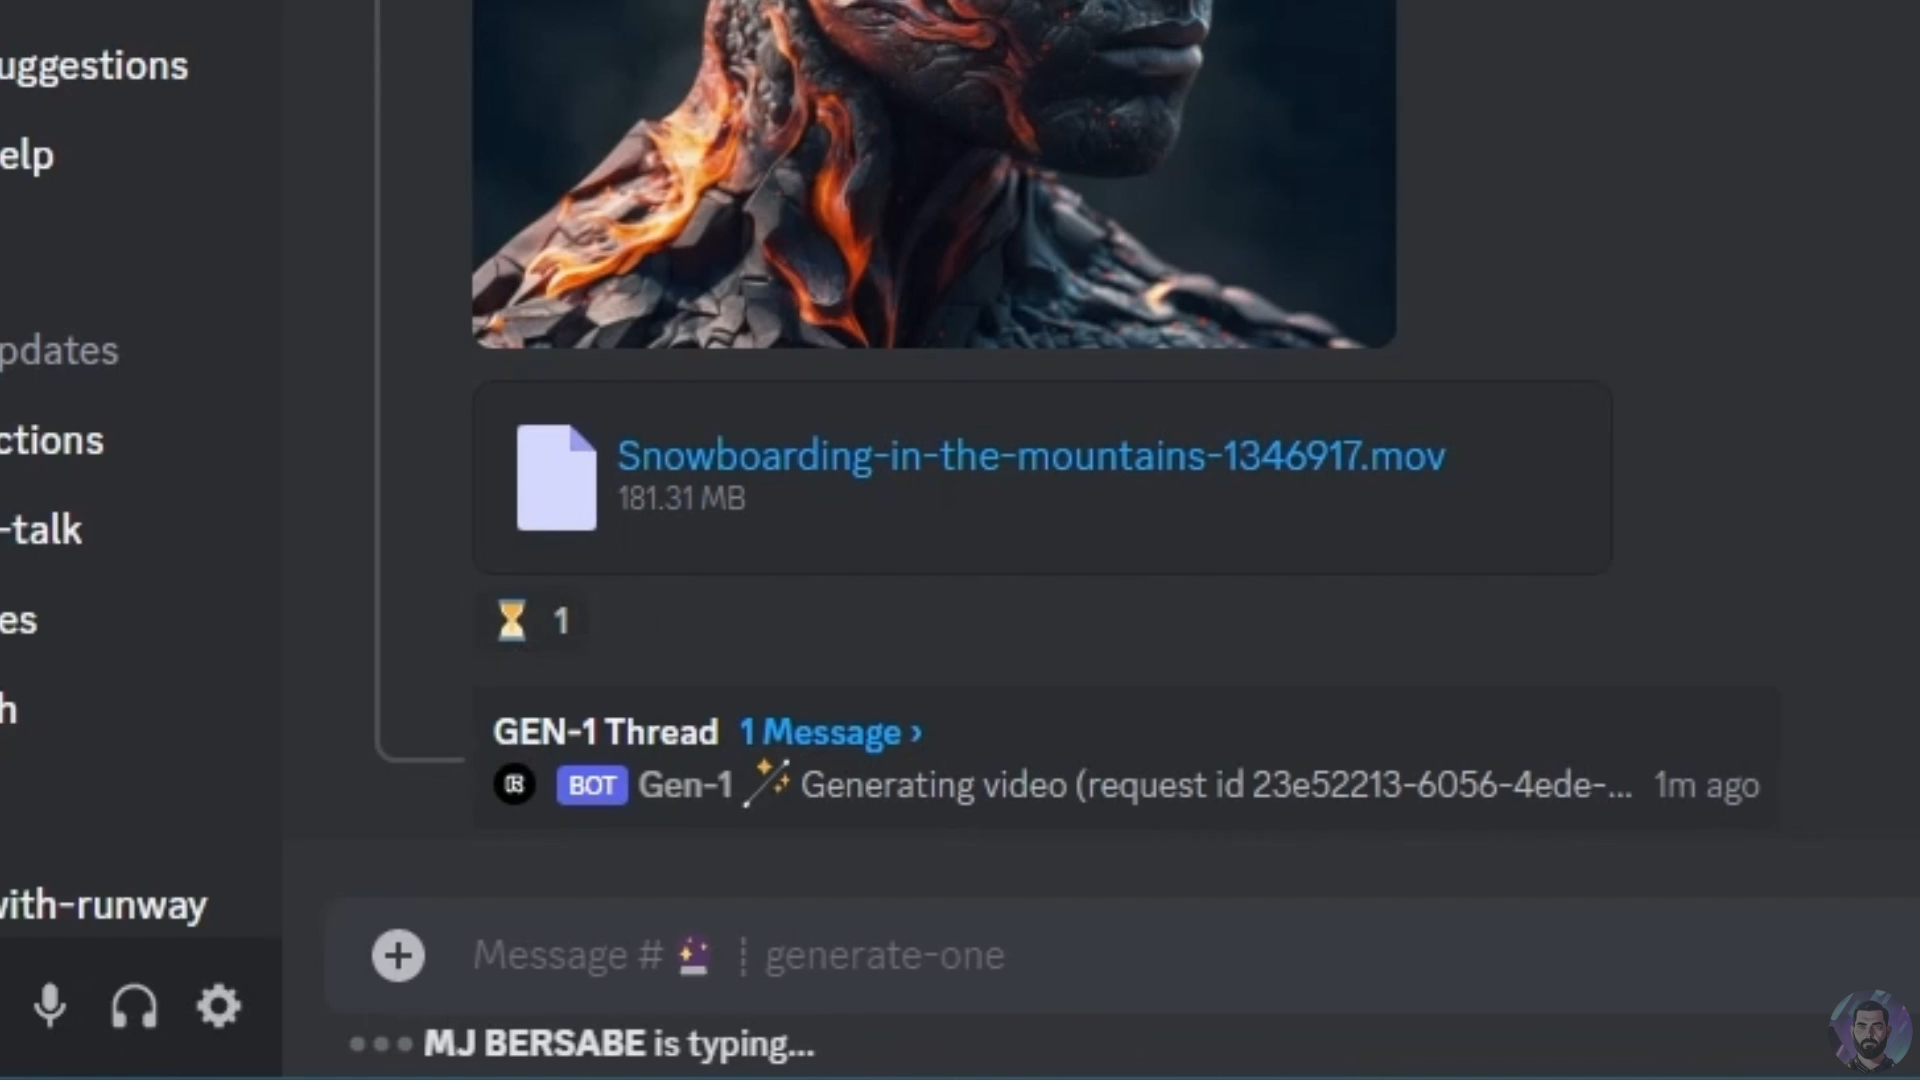 uggestions
elp
pdates
ctions
-talk
es
h
with-runway
Snowboarding-in-the-mountains-1346917.mov
181.31 MB
1
GEN-1 Thread 1 Message ›
BOT Gen-1 Generating video (request id 23e52213-6056-4ede-... 1m ago
Message # ┊ generate-one
MJ BERSABE is typing...